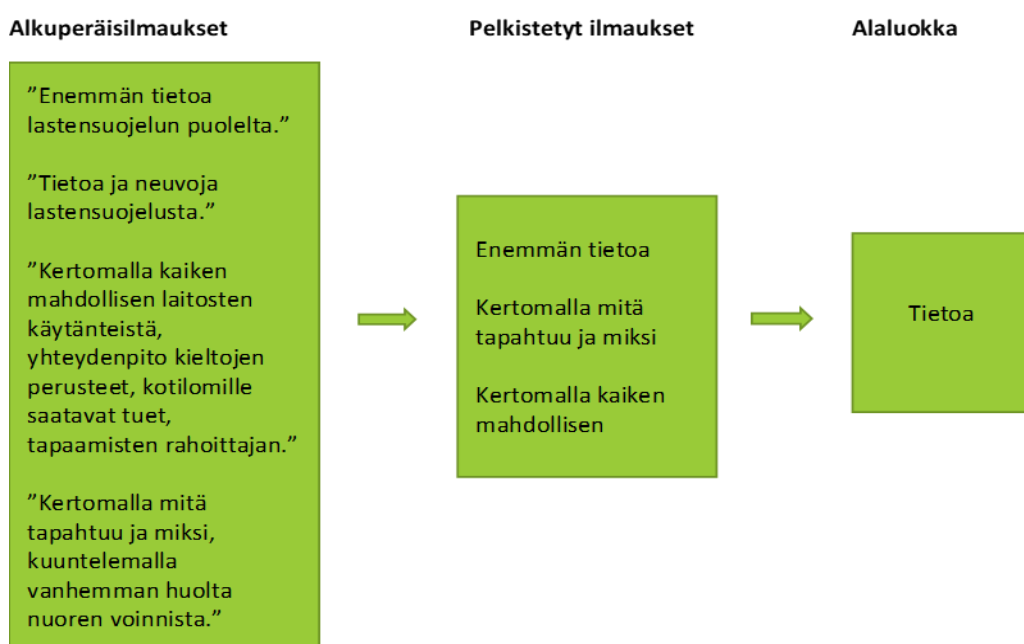 Alkuperäisilmaukset
Pelkistetyt ilmaukset
Alaluokka
”Enemmän tietoa
lastensuojelun puolelta.”
”Tietoa ja neuvoja
lastensuojelusta.”
”Kertomalla kaiken
mahdollisen laitosten
käytänteistä,
yhteydenpito kieltojen
perusteet, kotilomille
saatavat tuet,
tapaamisten rahoittajan.”
”Kertomalla mitä
tapahtuu ja miksi,
kuuntelemalla
vanhemman huolta
nuoren voinnista.”
Enemmän tietoa
Kertomalla mitä
tapahtuu ja miksi
Kertomalla kaiken
mahdollisen
Tietoa